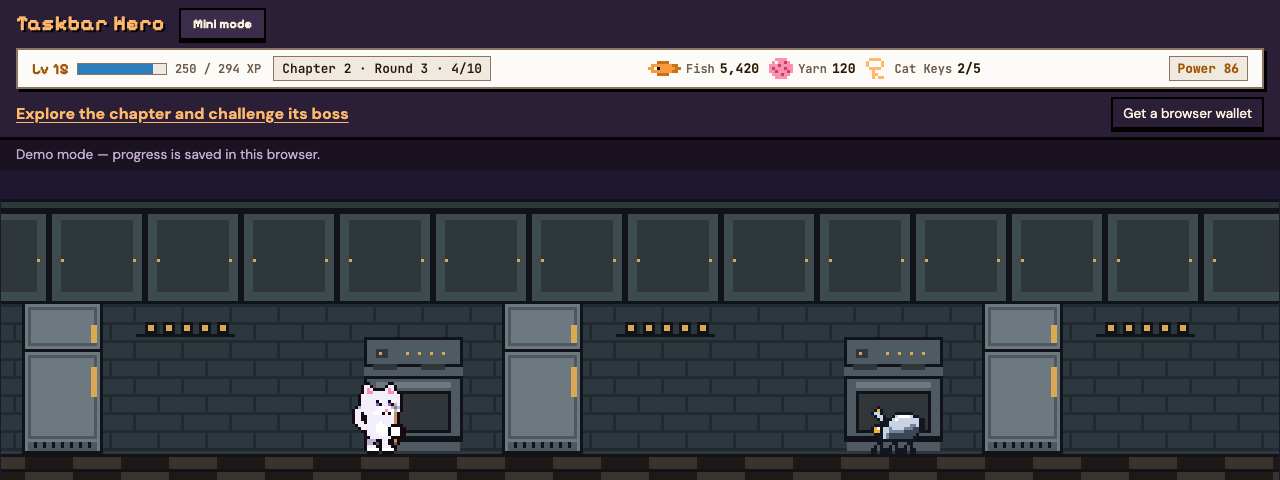 Taskbar Hero
Mini mode
Lv 18
250 / 294 XP
Chapter 2 · Round 3 · 4/10
Fish 5,420
Yarn 120
Cat Keys 2/5
Power 86
Explore the chapter and challenge its boss
Get a browser wallet
Demo mode — progress is saved in this browser.